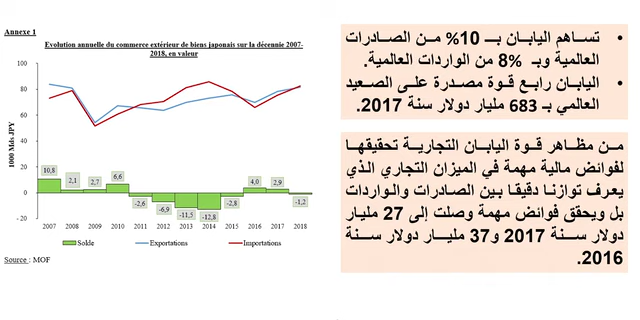 Annexe 1
Evolution annuelle du commerce extérieur de biens japonais sur la décennie 2007-
2018, en valeur
1000 Mds JPY
100
80
60
40
20
0
-20
10,8
2,1
2,7
6,6
-2,6
-6,9
-11,5
-12,8
-2,8
4,0
2,9
-1,2
2007 2008 2009 2010 2011 2012 2013 2014 2015 2016 2017 2018
Solde Exportations Importations
Source : MOF
• تساهم اليابان بـ 10% من الصادرات
العالمية وبـ 8% من الواردات العالمية.
• اليابان رابع قوة مصدرة على الصعيد
العالمي بـ 683 مليار دولار سنة 2017.
من مظاهر قوة اليابان التجارية تحقيقها
لفوائض مالية مهمة في الميزان التجاري الذي
يعرف توازنا دقيقا بين الصادرات والواردات
بل ويحقق فوائض مهمة وصلت إلى 27 مليار
دولار سنة 2017 و37 مليار دولار سنة
2016.